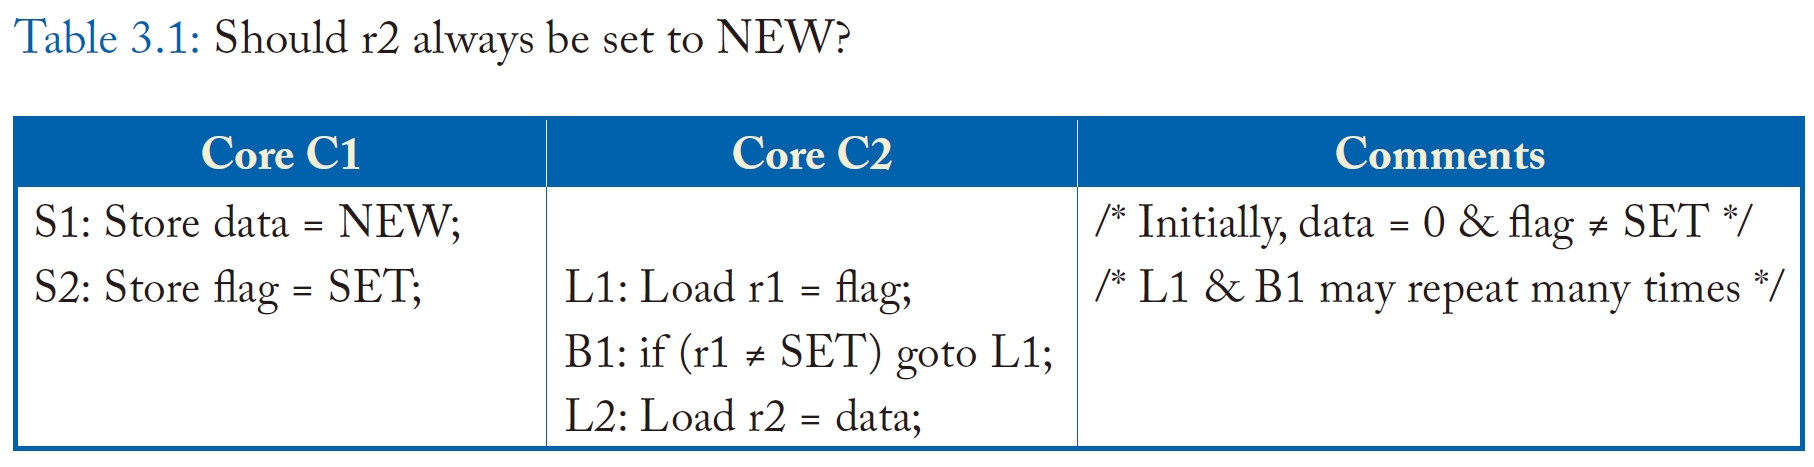 Table 3.1: Should r2 always be set to NEW?
Core C1 Core C2 Comments
S1: Store data = NEW; /* Initially, data = 0 & flag ≠ SET */
S2: Store flag = SET; L1: Load r1 = flag; /* L1 & B1 may repeat many times */
B1: if (r1 ≠ SET) goto L1;
L2: Load r2 = data;